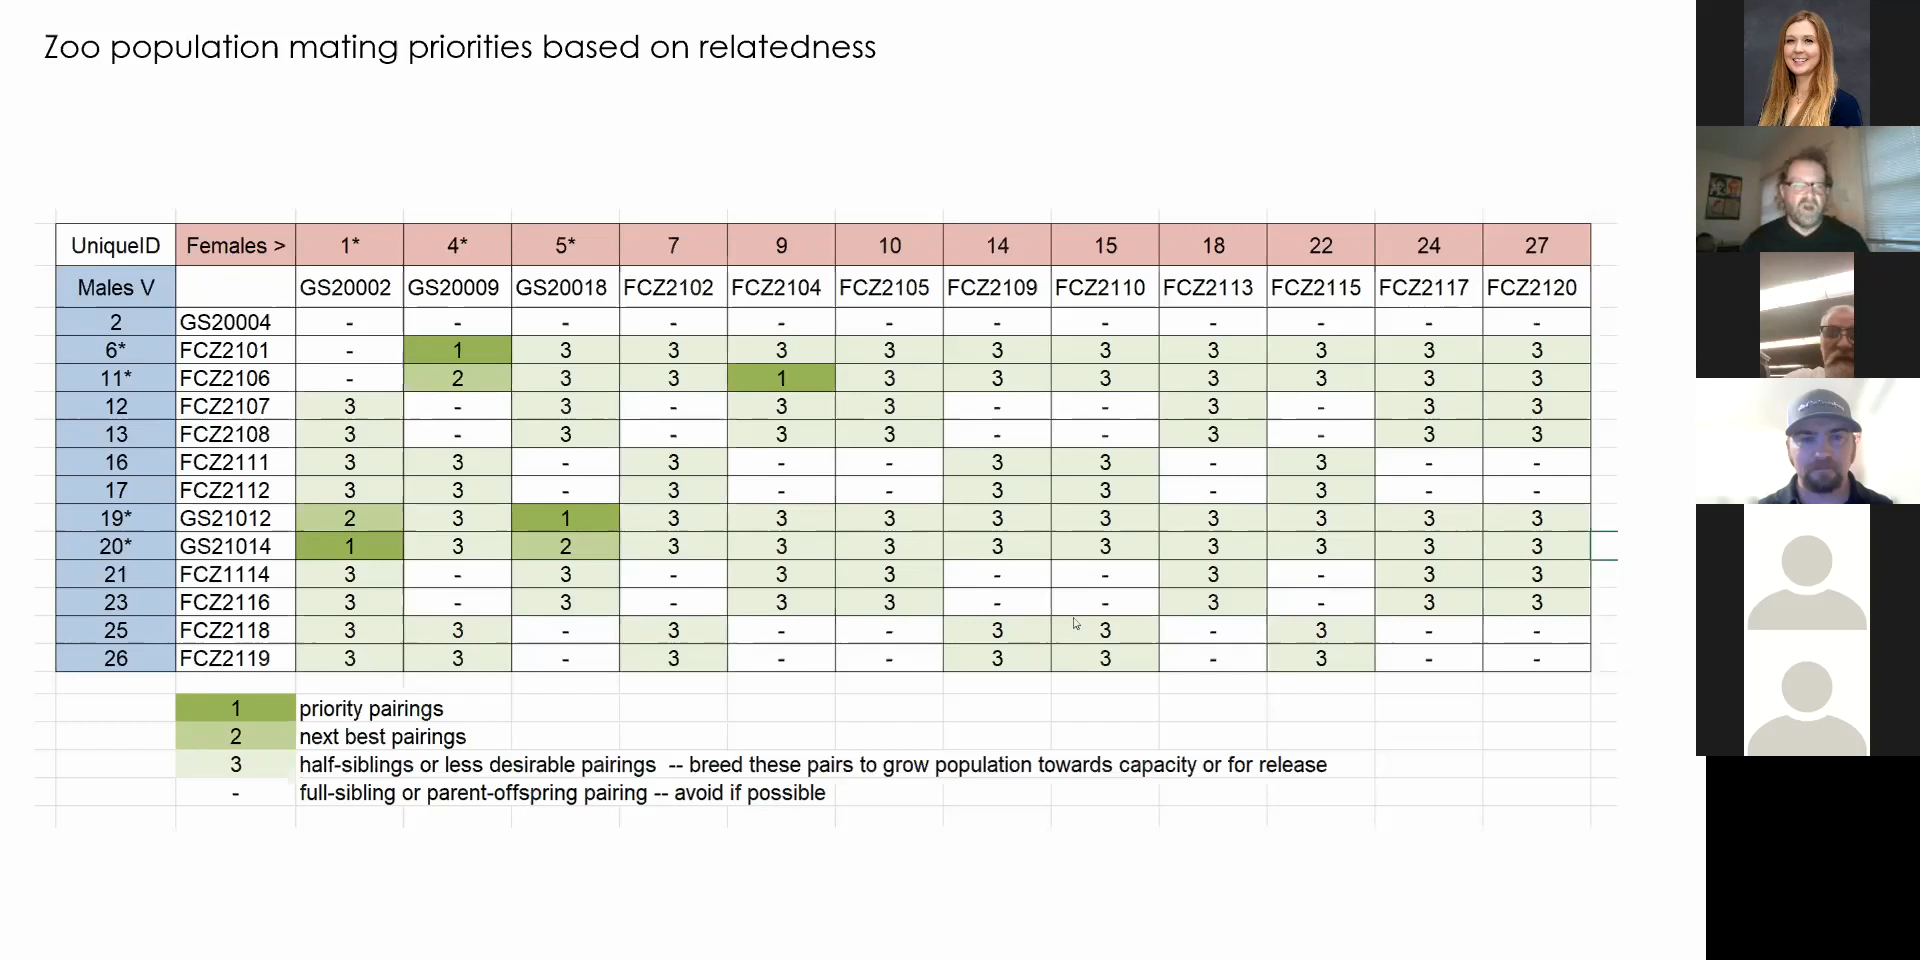 Zoo population mating priorities based on relatedness
UniqueID Females > 1* 4* 5* 7 9 10 14 15 18 22 24 27
Males V GS20002 GS20009 GS20018 FCZ2102 FCZ2104 FCZ2105 FCZ2109 FCZ2110 FCZ2113 FCZ2115 FCZ2117 FCZ2120
2 GS20004 - - - - - - - - - - - -
6* FCZ2101 - 1 3 3 3 3 3 3 3 3 3 3
11* FCZ2106 - 2 3 3 1 3 3 3 3 3 3 3
12 FCZ2107 3 - 3 - 3 3 - - 3 - 3 3
13 FCZ2108 3 - 3 - 3 3 - - 3 - 3 3
16 FCZ2111 3 3 - 3 - - 3 3 - 3 - -
17 FCZ2112 3 3 - 3 - - 3 3 - 3 - -
19* GS21012 2 3 1 3 3 3 3 3 3 3 3 3
20* GS21014 1 3 2 3 3 3 3 3 3 3 3 3
21 FCZ1114 3 - 3 - 3 3 - - 3 - 3 3
23 FCZ2116 3 - 3 - 3 3 - - 3 - 3 3
25 FCZ2118 3 3 - 3 - - 3 3 - 3 - -
26 FCZ2119 3 3 - 3 - - 3 3 - 3 - -
1 priority pairings
2 next best pairings
3 half-siblings or less desirable pairings -- breed these pairs to grow population towards capacity or for release
- full-sibling or parent-offspring pairing -- avoid if possible